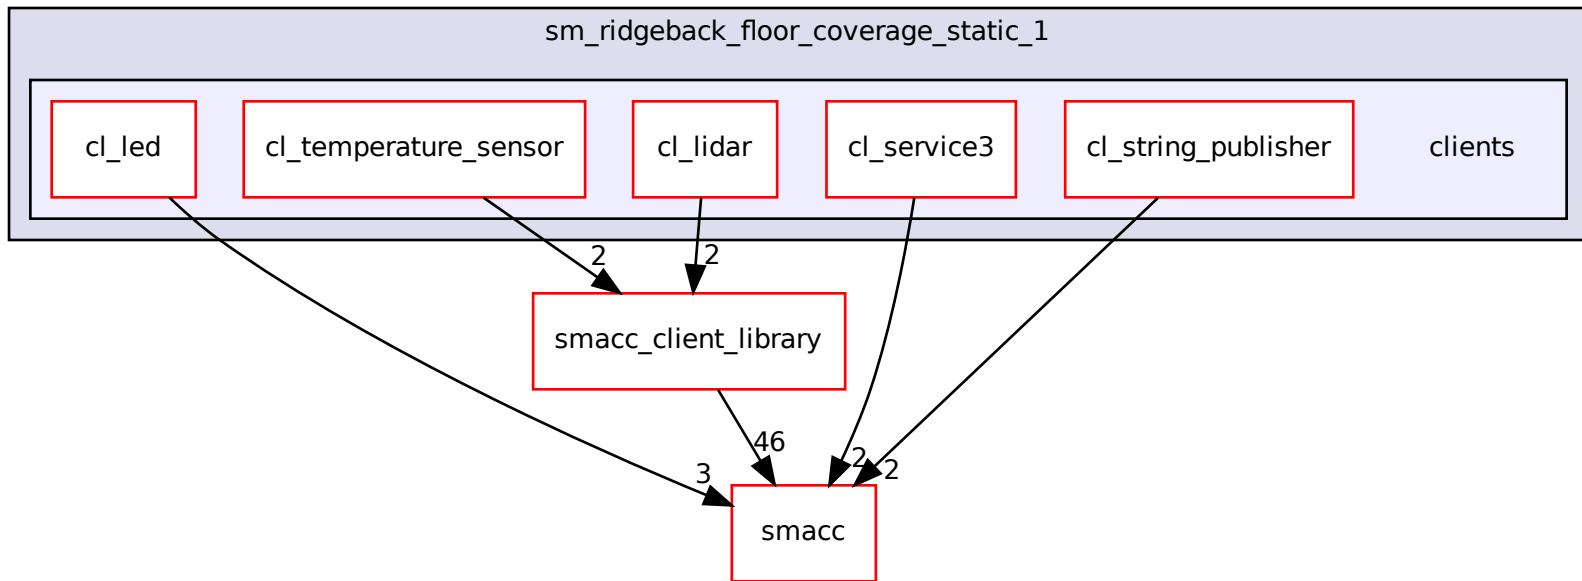 sm_ridgeback_floor_coverage_static_1
cl_led
cl_temperature_sensor
cl_lidar
cl_service3
cl_string_publisher
clients
2
2
smacc_client_library
46
3
2
2
smacc